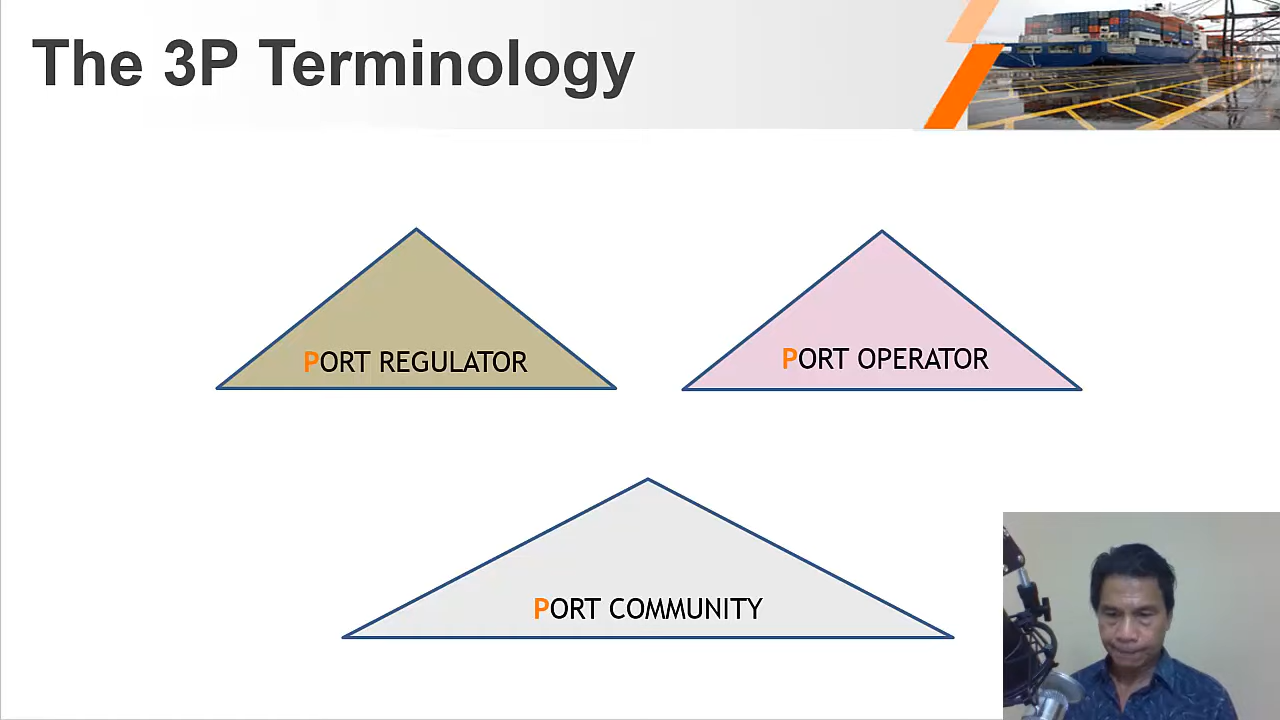 The 3P Terminology
PORT REGULATOR
PORT OPERATOR
PORT COMMUNITY